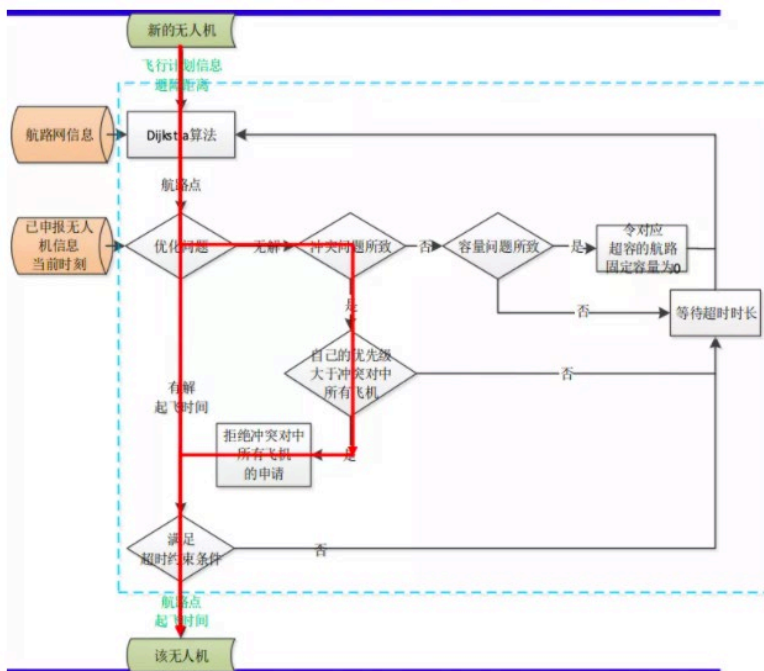 新的无人机
飞行计划信息
避障距离
航路网信息
Dijkstra算法
航路点
已申报无人
机信息
当前时刻
优化问题
无解
冲突问题所致
否
容量问题所致
是
令对应
超容的航路
固定容量为0
等待超时时长
否
是
自己的优先级
大于冲突对中
所有飞机
否
有解
起飞时间
拒绝冲突对中
所有飞机
的申请
是
满足
超时约束条件
否
航路点
起飞时间
该无人机